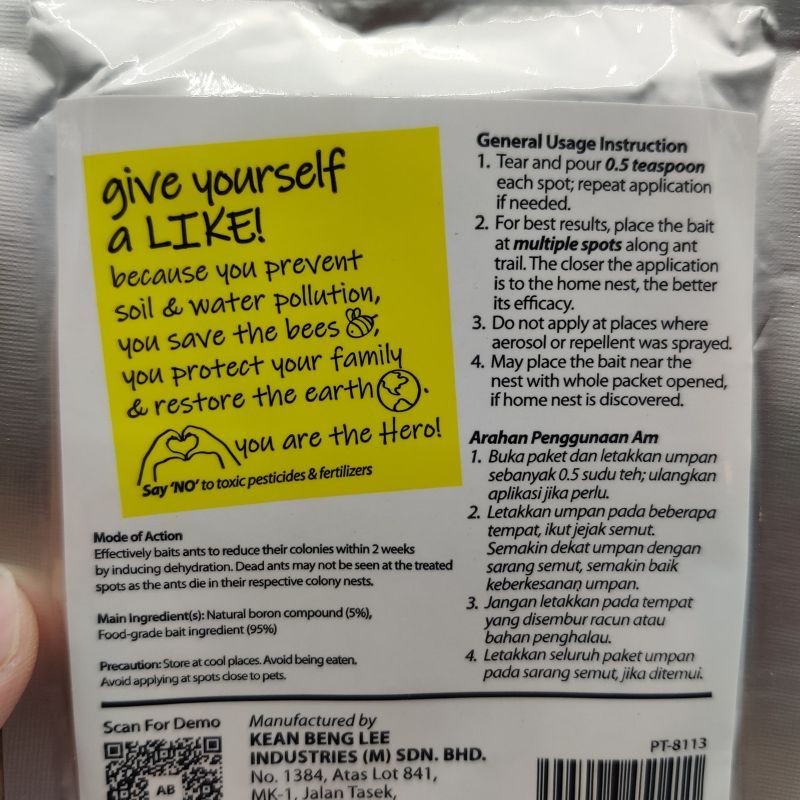 give yourself
a LIKE!
because you prevent
soil & water pollution,
you save the bees,
you protect your family
& restore the earth.
you are the Hero!
Say 'NO' to toxic pesticides & fertilizers
Mode of Action
Effectively baits ants to reduce their colonies within 2 weeks
by inducing dehydration. Dead ants may not be seen at the treated
spots as the ants die in their respective colony nests.
Main Ingredient(s): Natural boron compound (5%),
Food-grade bait ingredient (95%)
Precaution: Store at cool places. Avoid being eaten.
Avoid applying at spots close to pets.
General Usage Instruction
1. Tear and pour 0.5 teaspoon
each spot; repeat application
if needed.
2. For best results, place the bait
at multiple spots along ant
trail. The closer the application
is to the home nest, the better
its efficacy.
3. Do not apply at places where
aerosol or repellent was sprayed.
4. May place the bait near the
nest with whole packet opened,
if home nest is discovered.
Arahan Penggunaan Am
1. Buka paket dan letakkan umpan
sebanyak 0.5 sudu teh; ulangkan
aplikasi jika perlu.
2. Letakkan umpan pada beberapa
tempat, ikut jejak semut.
Semakin dekat umpan dengan
sarang semut, semakin baik
keberkesanan umpan.
3. Jangan letakkan pada tempat
yang disembur racun atau
bahan penghalau.
4. Letakkan seluruh paket umpan
pada sarang semut, jika ditemui.
Scan For Demo
AB
Manufactured by
KEAN BENG LEE
INDUSTRIES (M) SDN. BHD.
No. 1384, Atas Lot 841,
MK-1, Jalan Tasek,
PT-8113